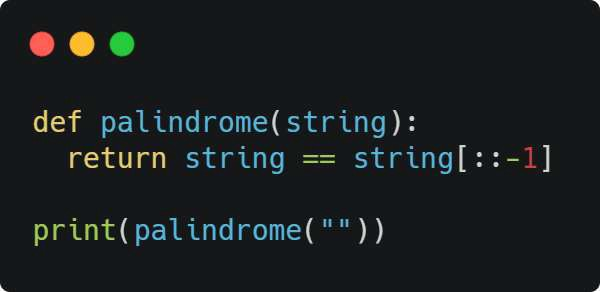 def palindrome(string):
  return string == string[::-1]

print(palindrome(""))